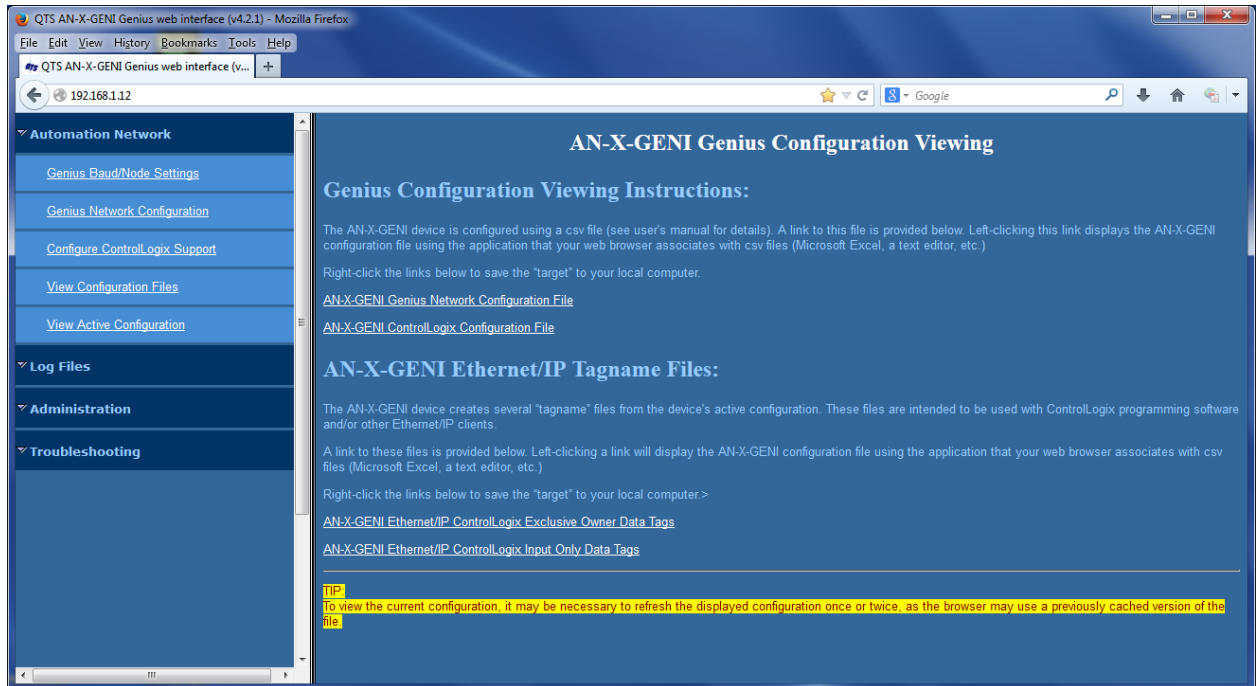 QTS AN-X-GENI Genius web interface (v4.2.1) - Mozilla Firefox
File Edit View History Bookmarks Tools Help
QTS AN-X-GENI Genius web interface (v... +
192.168.1.12
Google
Automation Network
Genius Baud/Node Settings
Genius Network Configuration
Configure ControlLogix Support
View Configuration Files
View Active Configuration
Log Files
Administration
Troubleshooting
AN-X-GENI Genius Configuration Viewing
Genius Configuration Viewing Instructions:
The AN-X-GENI device is configured using a csv file (see user's manual for details). A link to this file is provided below. Left-clicking this link displays the AN-X-GENI
configuration file using the application that your web browser associates with csv files (Microsoft Excel, a text editor, etc.)
Right-click the links below to save the "target" to your local computer.
AN-X-GENI Genius Network Configuration File
AN-X-GENI ControlLogix Configuration File
AN-X-GENI Ethernet/IP Tagname Files:
The AN-X-GENI device creates several "tagname" files from the device's active configuration. These files are intended to be used with ControlLogix programming software
and/or other Ethernet/IP clients.
A link to these files is provided below. Left-clicking a link will display the AN-X-GENI configuration file using the application that your web browser associates with csv
files (Microsoft Excel, a text editor, etc.)
Right-click the links below to save the "target" to your local computer.>
AN-X-GENI Ethernet/IP ControlLogix Exclusive Owner Data Tags
AN-X-GENI Ethernet/IP ControlLogix Input Only Data Tags
TIP:
To view the current configuration, it may be necessary to refresh the displayed configuration once or twice, as the browser may use a previously cached version of the
file.